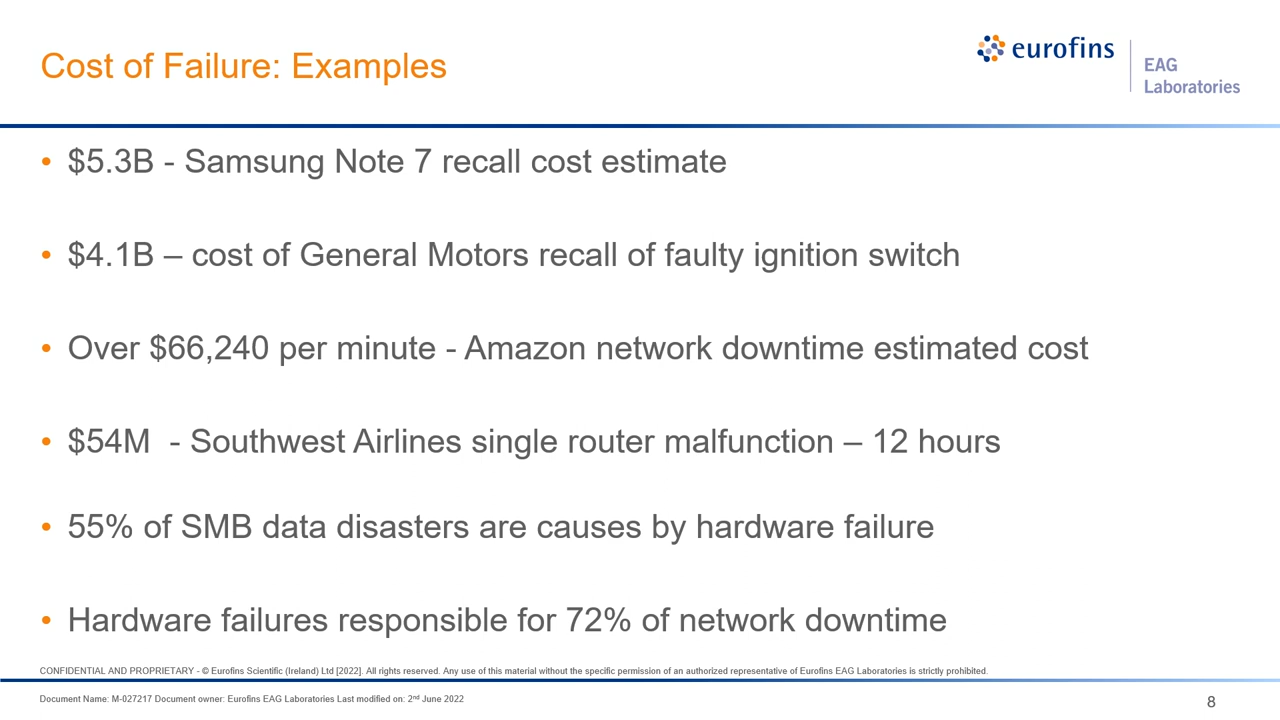 Cost of Failure: Examples
eurofins
EAG
Laboratories
• $5.3B - Samsung Note 7 recall cost estimate
• $4.1B – cost of General Motors recall of faulty ignition switch
• Over $66,240 per minute - Amazon network downtime estimated cost
• $54M  - Southwest Airlines single router malfunction – 12 hours
• 55% of SMB data disasters are causes by hardware failure
• Hardware failures responsible for 72% of network downtime
CONFIDENTIAL AND PROPRIETARY - © Eurofins Scientific (Ireland) Ltd [2022]. All rights reserved. Any use of this material without the specific permission of an authorized representative of Eurofins EAG Laboratories is strictly prohibited.
Document Name: M-027217 Document owner: Eurofins EAG Laboratories Last modified on: 2nd June 2022
8